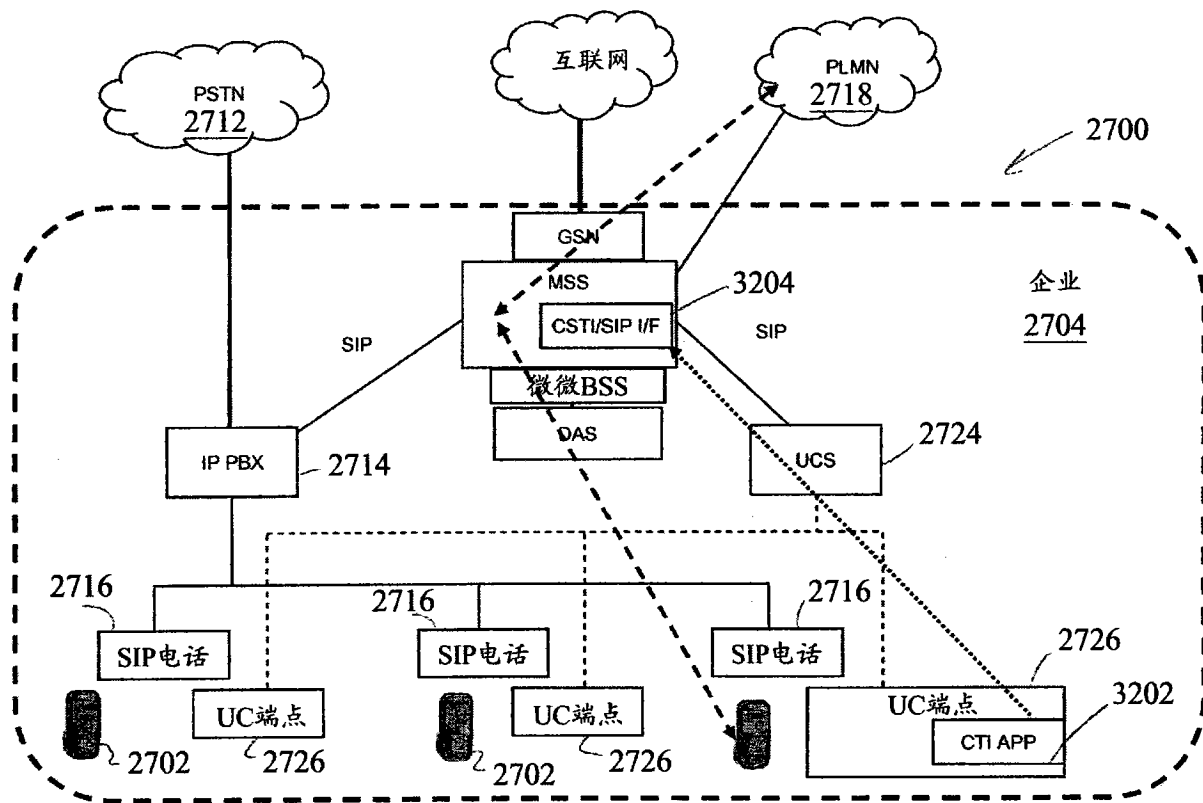 互联网
PSTN
2712
PLMN
2718
2700
GSN
MSS
3204
CSTI/SIP I/F
企业
2704
SIP
SIP
微微BSS
DAS
IP PBX
2714
UCS
2724
2716
2716
2716
SIP电话
SIP电话
SIP电话
2726
UC端点
UC端点
UC端点
3202
CTI APP
2702
2726
2702
2726